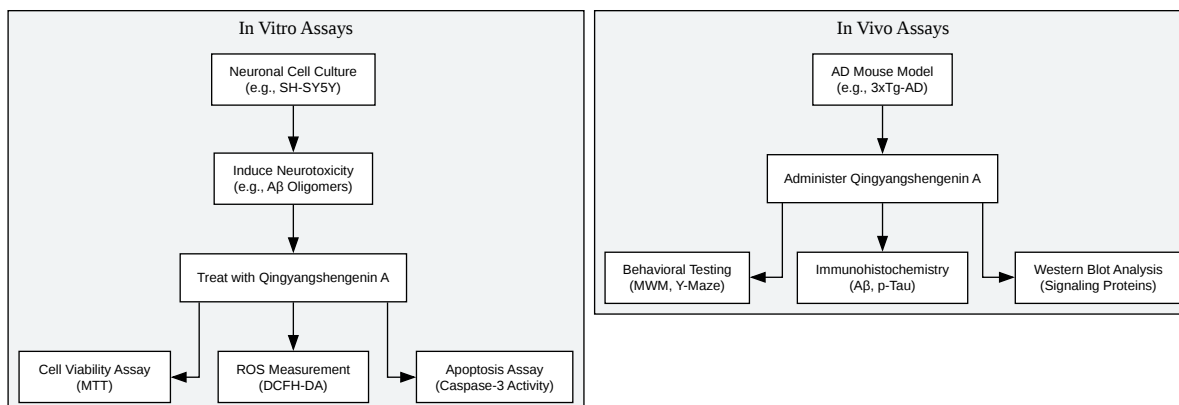 In Vitro Assays
Neuronal Cell Culture
(e.g., SH-SY5Y)
Induce Neurotoxicity
(e.g., Aβ Oligomers)
Treat with Qingyangshengenin A
Cell Viability Assay
(MTT)
ROS Measurement
(DCFH-DA)
Apoptosis Assay
(Caspase-3 Activity)
In Vivo Assays
AD Mouse Model
(e.g., 3xTg-AD)
Administer Qingyangshengenin A
Behavioral Testing
(MWM, Y-Maze)
Immunohistochemistry
(Aβ, p-Tau)
Western Blot Analysis
(Signaling Proteins)